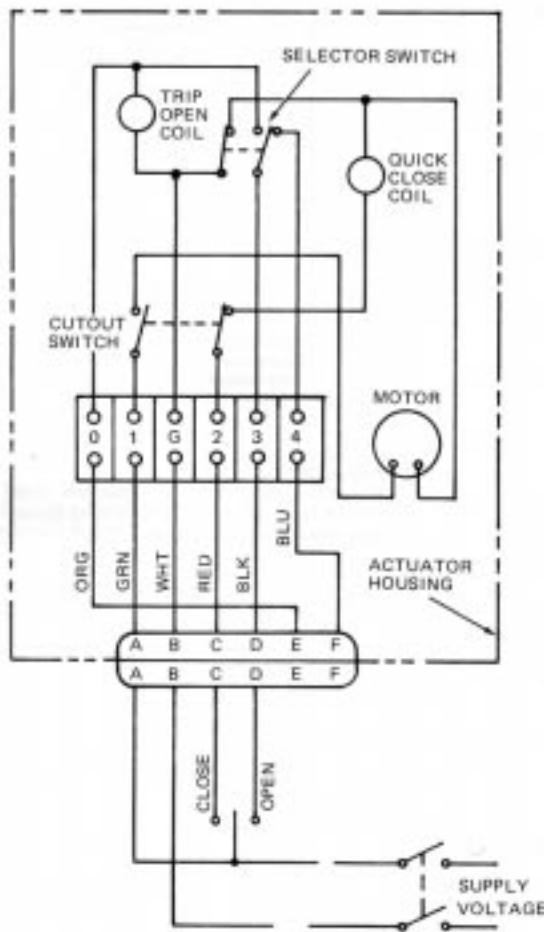 SELECTOR SWITCH
TRIP
OPEN
COIL
QUICK
CLOSE
COIL
CUTOUT
SWITCH
MOTOR
0 1 G 2 3 4
ORG
GRN
WHT
RED
BLK
BLU
ACTUATOR
HOUSING
A B C D E F
A B C D E F
CLOSE
OPEN
SUPPLY
VOLTAGE